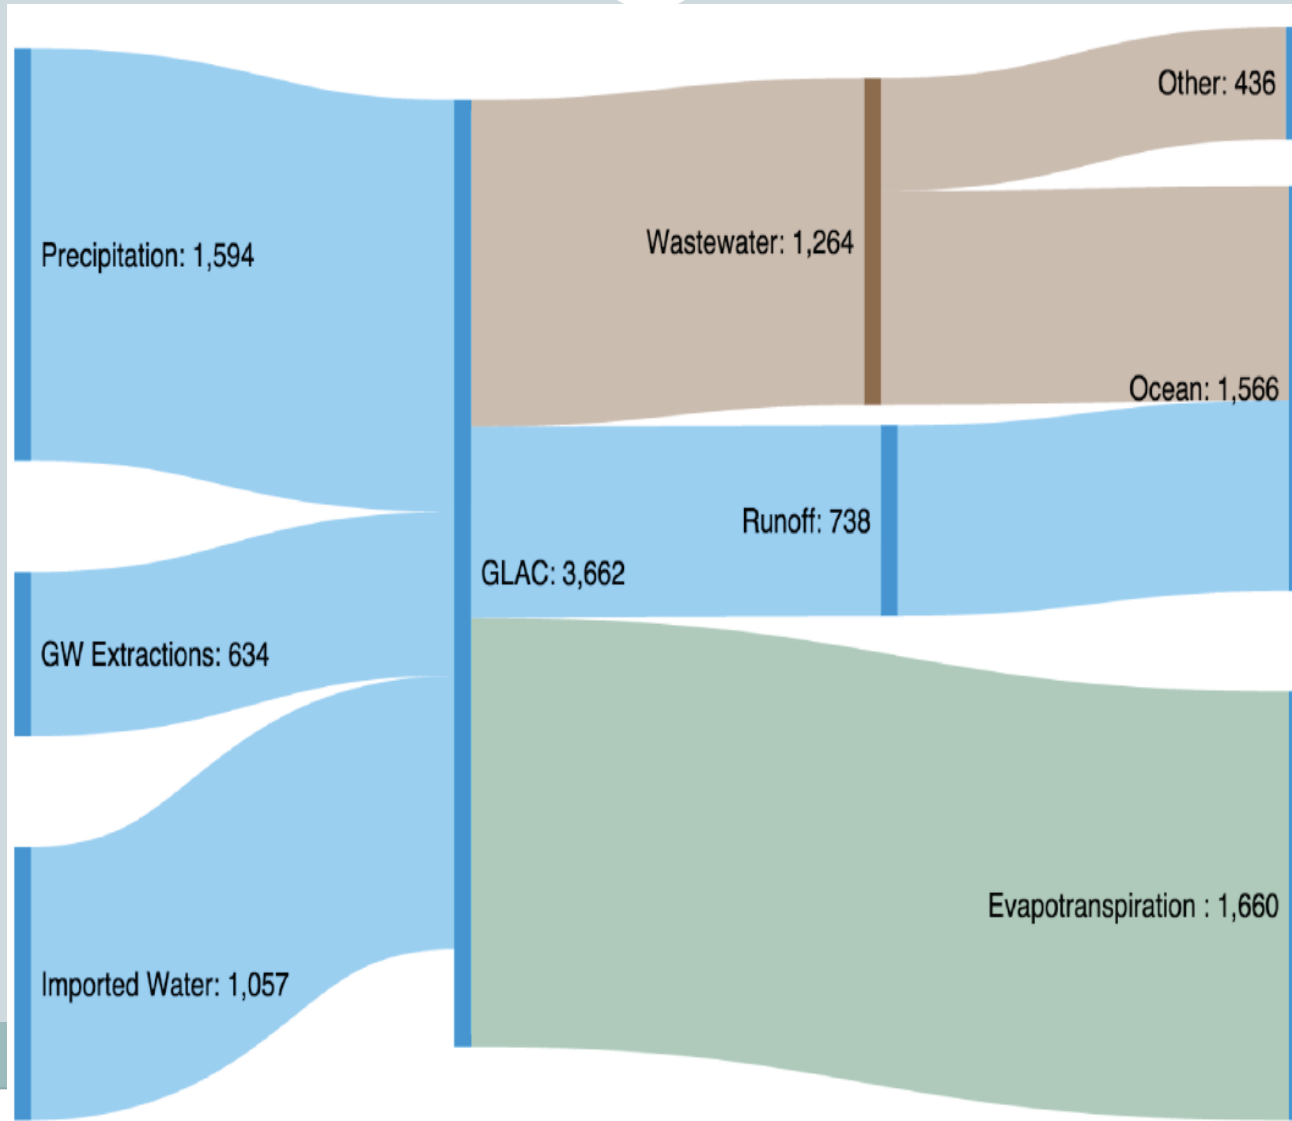 Other: 436
Precipitation: 1,594
Wastewater: 1,264
Ocean: 1,566
Runoff: 738
GLAC: 3,662
GW Extractions: 634
Evapotranspiration : 1,660
Imported Water: 1,057